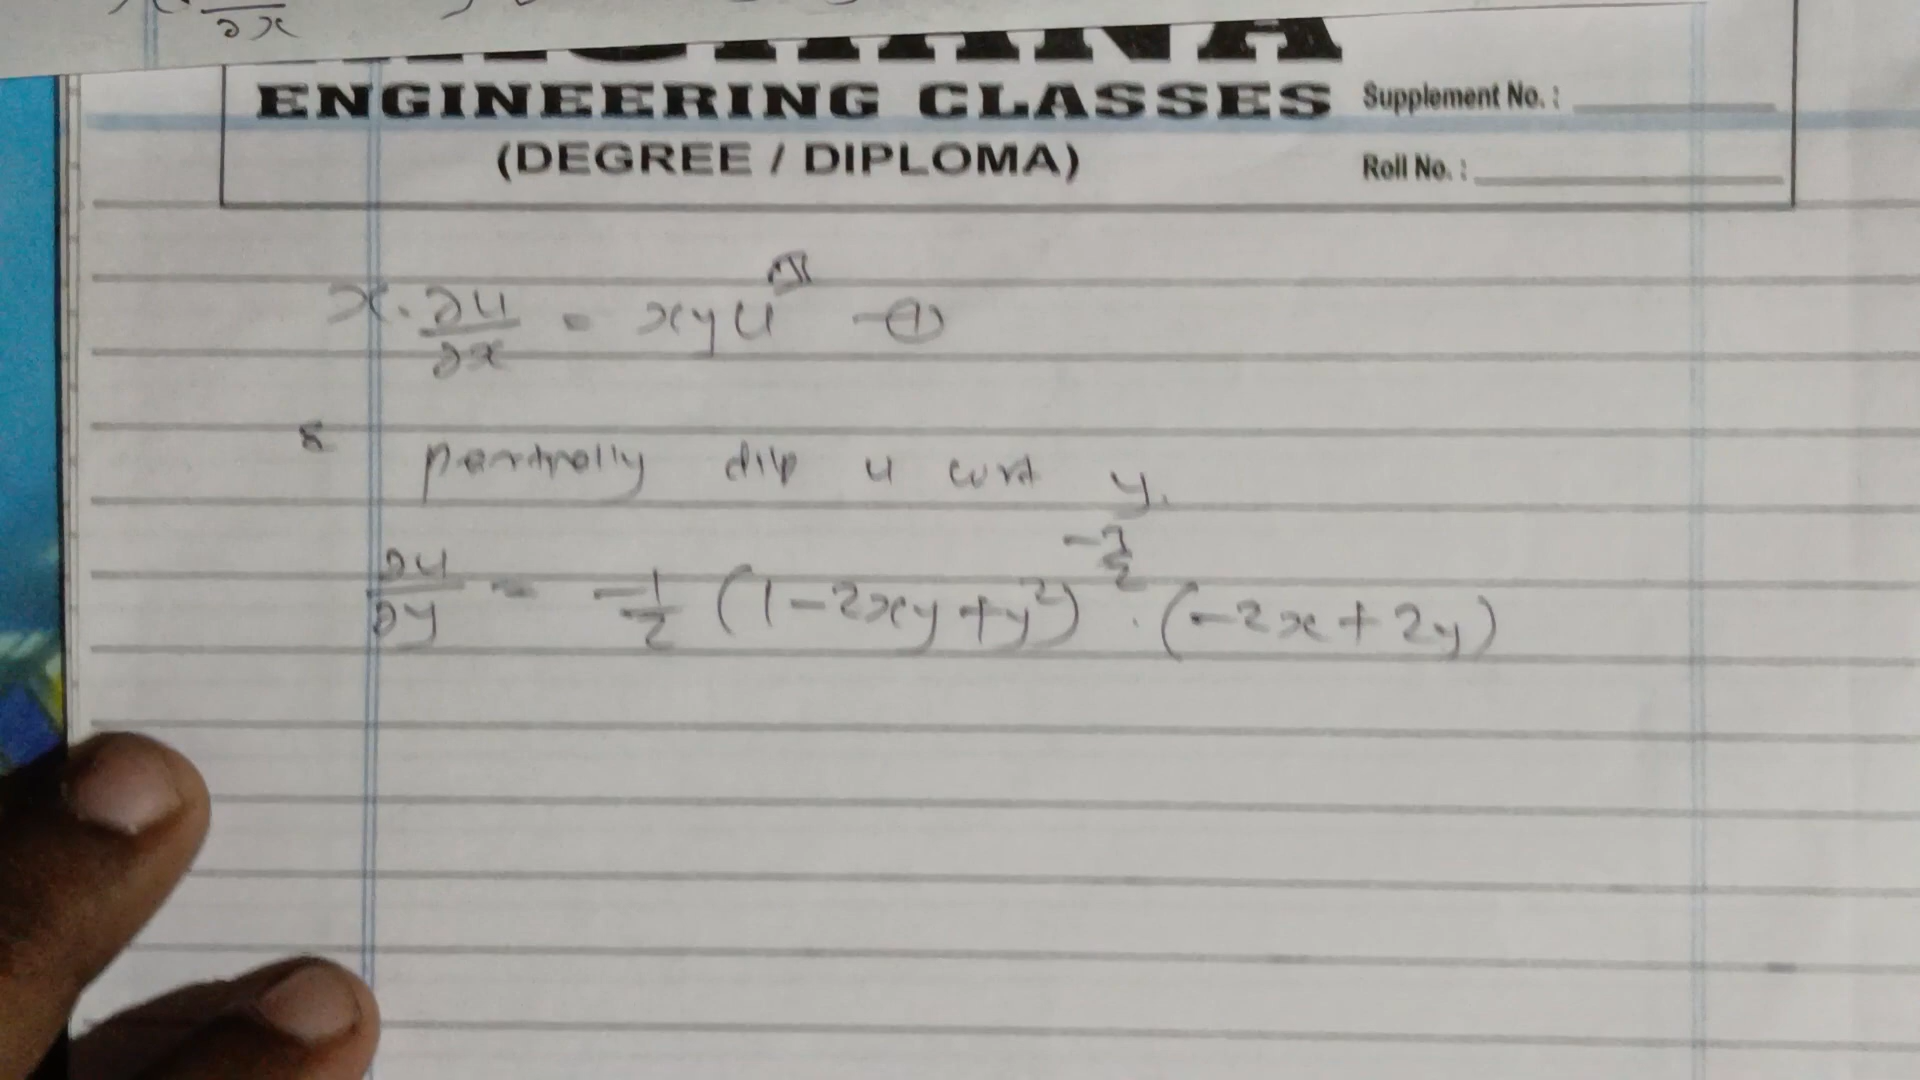 ∂x
ENGINEERING CLASSES
Supplement No. :
(DEGREE / DIPLOMA)
Roll No. :
x. ∂u/∂x = xyu — ①
partially diff u wrt y.
∂u/∂y = -1/2 (1-2xy+y²)^(-3/2) . (-2x+2y)